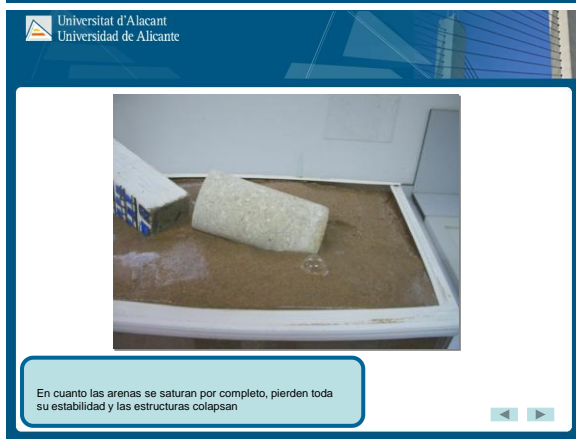 Universitat d'Alacant
Universidad de Alicante
En cuanto las arenas se saturan por completo, pierden toda
su estabilidad y las estructuras colapsan